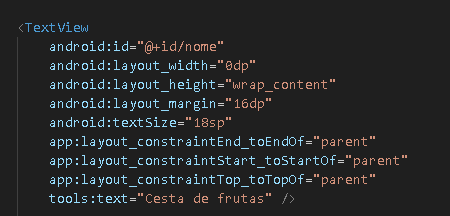 <TextView
android:id="@+id/nome"
android:layout_width="0dp"
android:layout_height="wrap_content"
android:layout_margin="16dp"
android:textSize="18sp"
app:layout_constraintEnd_toEndOf="parent"
app:layout_constraintStart_toStartOf="parent"
app:layout_constraintTop_toTopOf="parent"
tools:text="Cesta de frutas" />